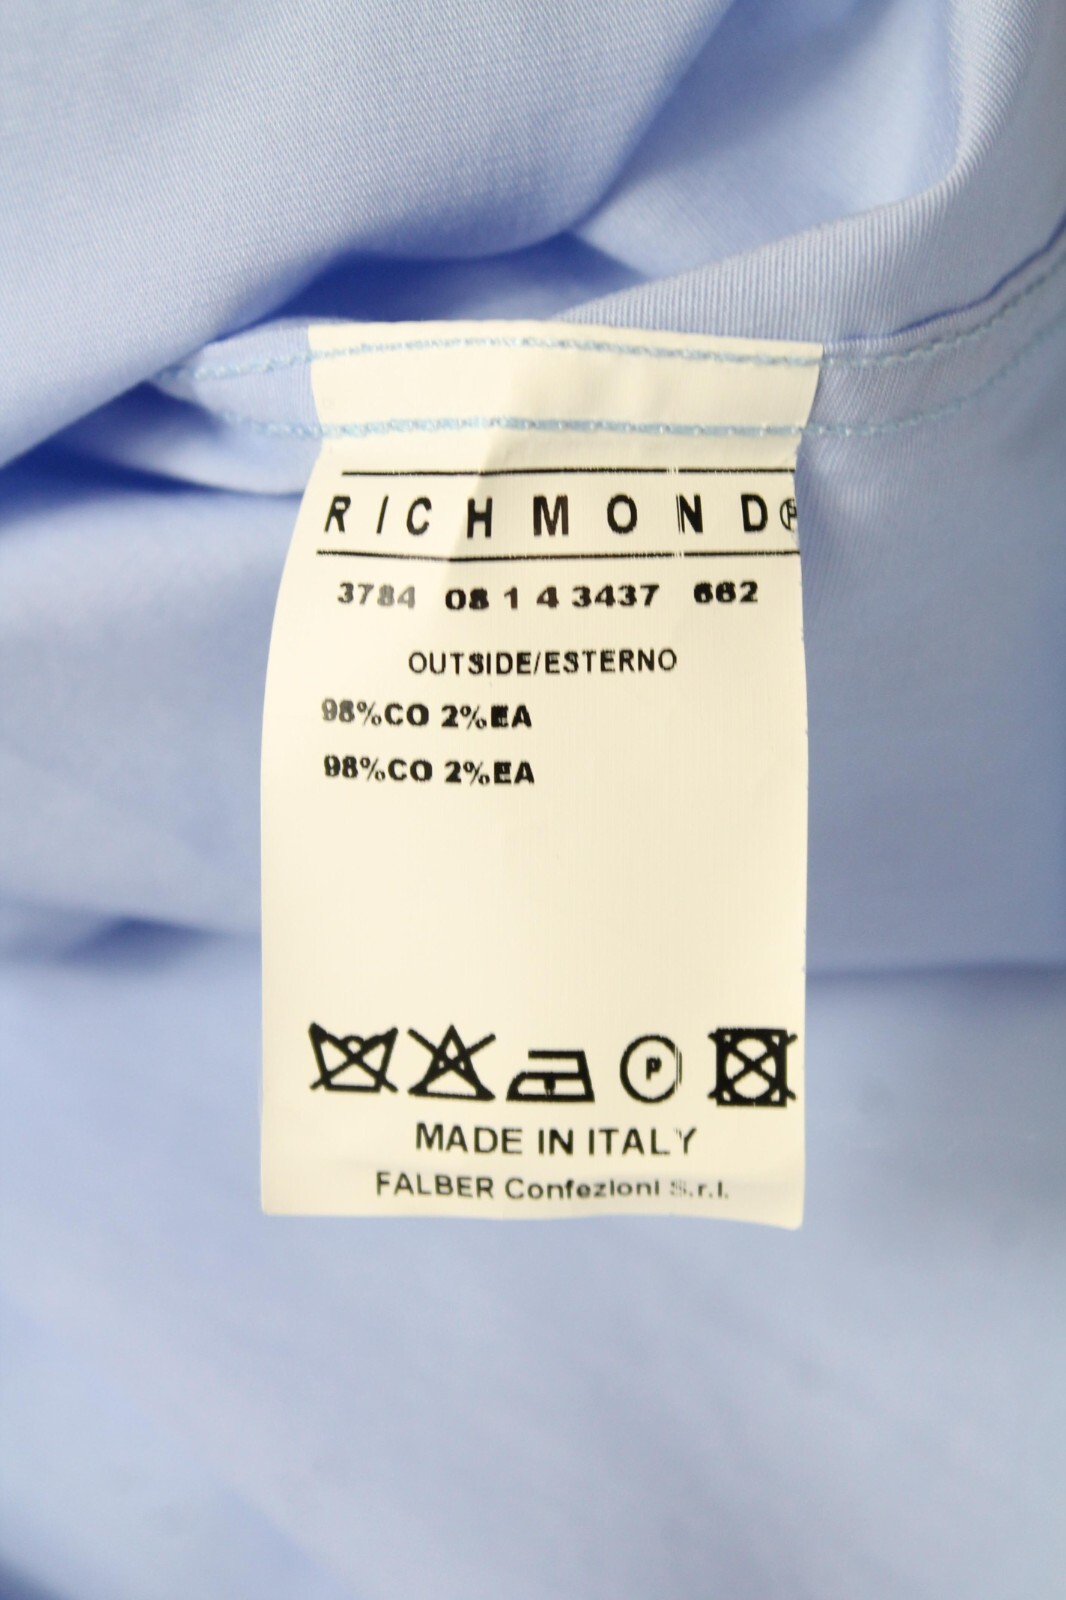 RICHMOND®
3784 08 1 4 3437 662
OUTSIDE/ESTERNO
98%CO 2%EA
98%CO 2%EA
P
MADE IN ITALY
FALBER Confezioni S.r.l.